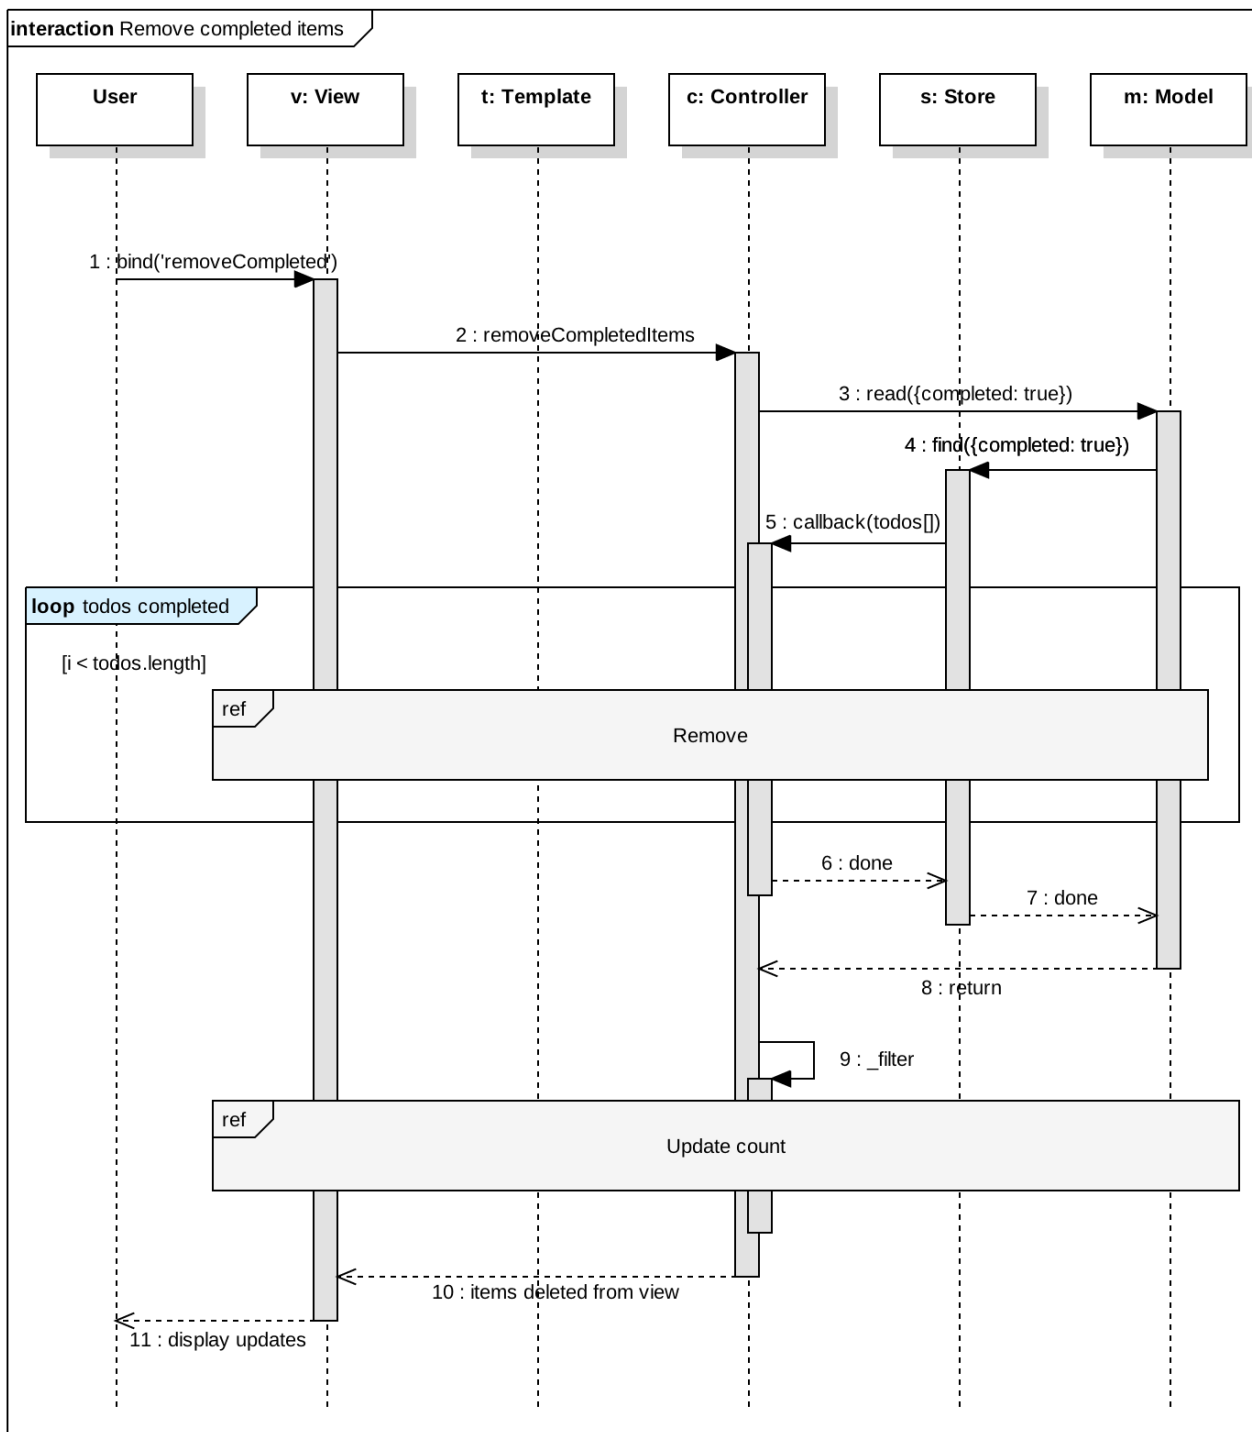 interaction Remove completed items
User
v: View
t: Template
c: Controller
s: Store
m: Model
1 : bind('removeCompleted')
2 : removeCompletedItems
3 : read({completed: true})
4 : find({completed: true})
5 : callback(todos[])
loop todos completed
[i < todos.length]
ref
Remove
6 : done
7 : done
8 : return
9 : _filter
ref
Update count
10 : items deleted from view
11 : display updates